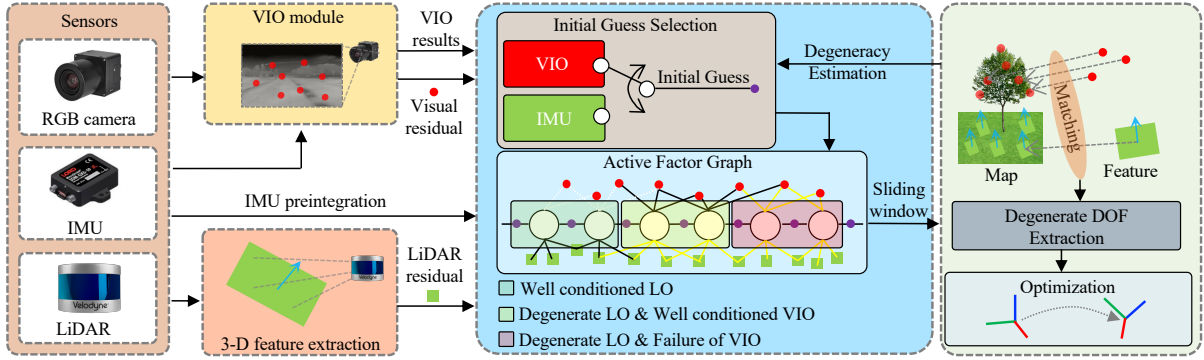 Sensors
RGB camera
IMU
Velodyne
LiDAR
VIO module
3-D feature extraction
VIO
results
Visual
residual
IMU preintegration
LiDAR
residual
Initial Guess Selection
VIO
IMU
Initial Guess
Degeneracy
Estimation
Active Factor Graph
Sliding
window
Well conditioned LO
Degenerate LO & Well conditioned VIO
Degenerate LO & Failure of VIO
Matching
Map
Feature
Degenerate DOF
Extraction
Optimization